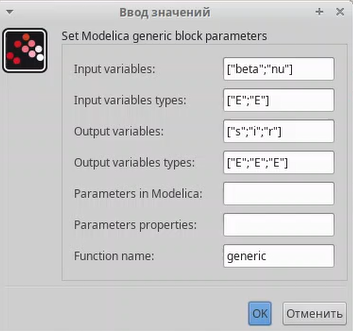 Ввод значений
Set Modelica generic block parameters
Input variables: ["beta";"nu"]
Input variables types: ["E";"E"]
Output variables: ["s";"i";"r"]
Output variables types: ["E";"E";"E"]
Parameters in Modelica:
Parameters properties:
Function name: generic
OK Отменить